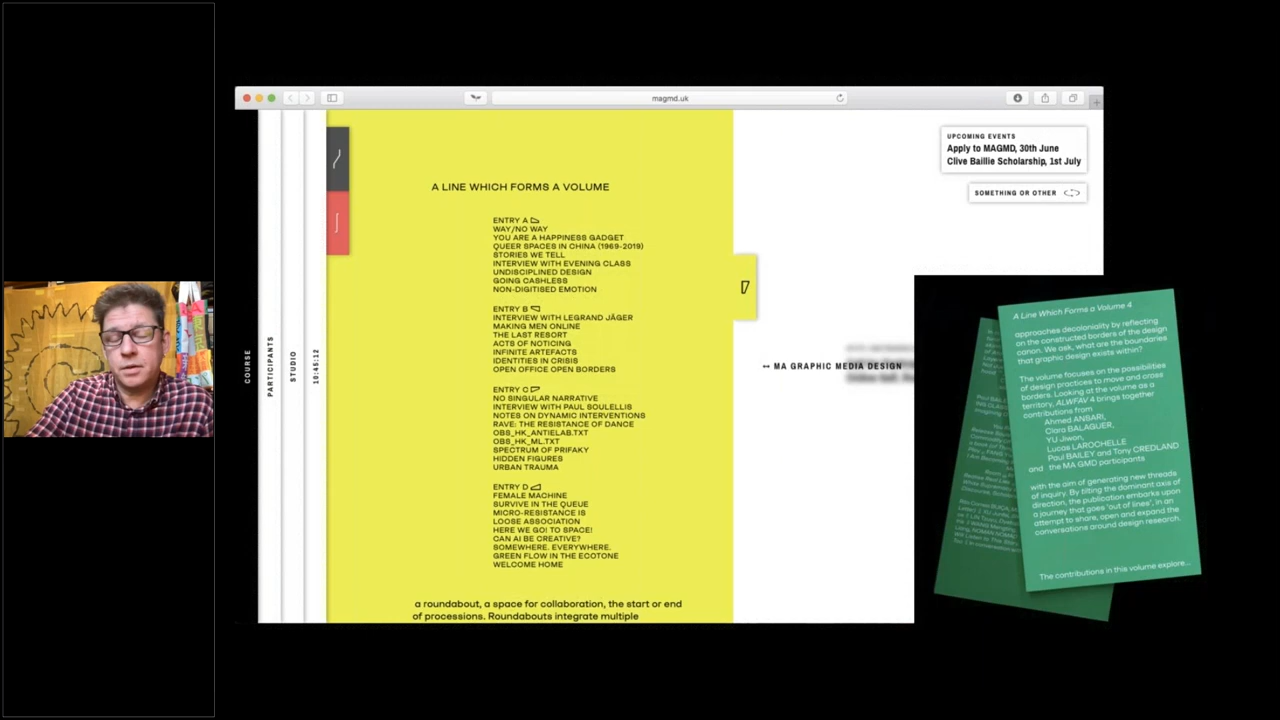 magmd.uk
COURSE
PARTICIPANTS
STUDIO
10:45:12
A LINE WHICH FORMS A VOLUME
ENTRY A
WAY/NO WAY
YOU ARE A HAPPINESS GADGET
QUEER SPACES IN CHINA (1969-2019)
STORIES WE TELL
INTERVIEW WITH EVENING CLASS
UNDISCIPLINED DESIGN
GOING CASHLESS
NON-DIGITISED EMOTION
ENTRY B
INTERVIEW WITH LEGRAND JÄGER
MAKING MEN ONLINE
THE LAST RESORT
ACTS OF NOTICING
INFINITE ARTEFACTS
IDENTITIES IN CRISIS
OPEN OFFICE OPEN BORDERS
ENTRY C
NO SINGULAR NARRATIVE
INTERVIEW WITH PAUL SOULELLIS
NOTES ON DYNAMIC INTERVENTIONS
RAVE: THE RESISTANCE OF DANCE
OBS_HK_ANTIELAB.TXT
OBS_HK_ML.TXT
SPECTRUM OF PRIFAKY
HIDDEN FIGURES
URBAN TRAUMA
ENTRY D
FEMALE MACHINE
SURVIVE IN THE QUEUE
MICRO-RESISTANCE IS
LOOSE ASSOCIATION
HERE WE GO! TO SPACE!
CAN AI BE CREATIVE?
SOMEWHERE. EVERYWHERE.
GREEN FLOW IN THE ECOTONE
WELCOME HOME
a roundabout, a space for collaboration, the start or end
of processions. Roundabouts integrate multiple
UPCOMING EVENTS
Apply to MAGMD, 30th June
Clive Baillie Scholarship, 1st July
SOMETHING OR OTHER
↔ MA GRAPHIC MEDIA DESIGN
A Line Which Forms a Volume 4
approaches decoloniality by reflecting
on the constructed borders of the design
canon. We ask, what are the boundaries
that graphic design exists within?
The volume focuses on the possibilities
of design practices to move and cross
borders. Looking at the volume as a
territory, ALWFAV 4 brings together
contributions from
Ahmed ANSARI,
Clara BALAGUER,
YU Jiwon,
Lucas LAROCHELLE
Paul BAILEY and Tony CREDLAND
and the MA GMD participants
with the aim of generating new threads
of inquiry. By tilting the dominant axis of
direction, the publication embarks upon
a journey that goes 'out of lines', in an
attempt to share, open and expand the
conversations around design research.
The contributions in this volume explore...